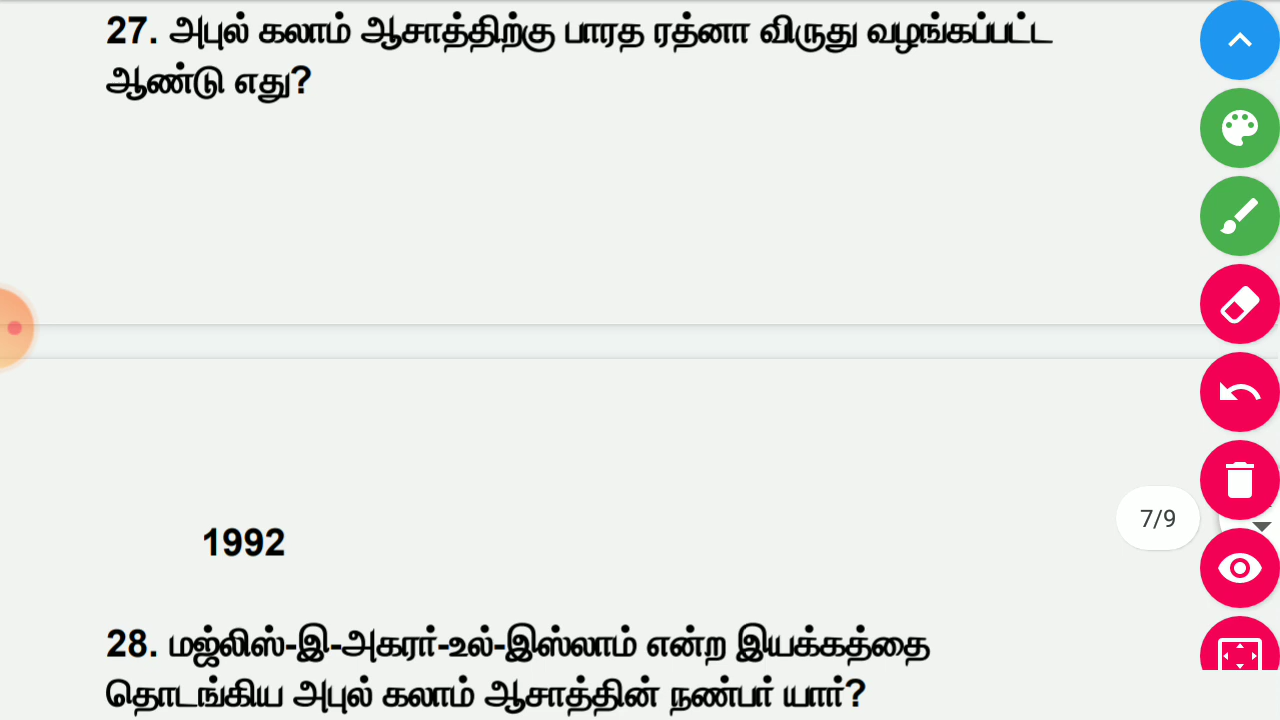 27. அபுல் கலாம் ஆசாத்திற்கு பாரத ரத்னா விருது வழங்கப்பட்ட
ஆண்டு எது?
1992
7/9
28. மஜ்லிஸ்-இ-அகரார்-உல்-இஸ்லாம் என்ற இயக்கத்தை
தொடங்கிய அபுல் கலாம் ஆசாத்தின் நண்பர் யார்?